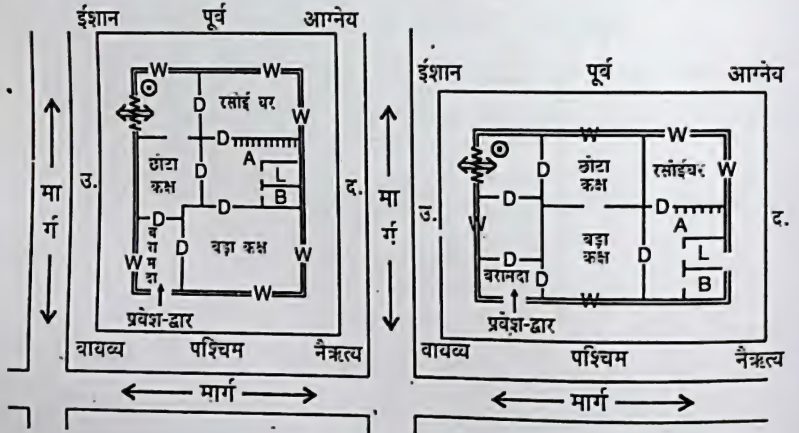 ईशान पूर्व आग्नेय
W W
D रसोई घर W
D
छोटा कक्ष D A
L
D D B
बरामदा D बड़ा कक्ष W
W W
प्रवेश-द्वार
उ. द.
वायव्य पश्चिम नैऋत्य
मार्ग
मार्ग
मार्ग
ईशान पूर्व आग्नेय
W W
D छोटा कक्ष रसोईघर W
D D
W बड़ा कक्ष D A
L
D B
बरामदा D
W
प्रवेश-द्वार
उ. द.
वायव्य पश्चिम नैऋत्य
मार्ग